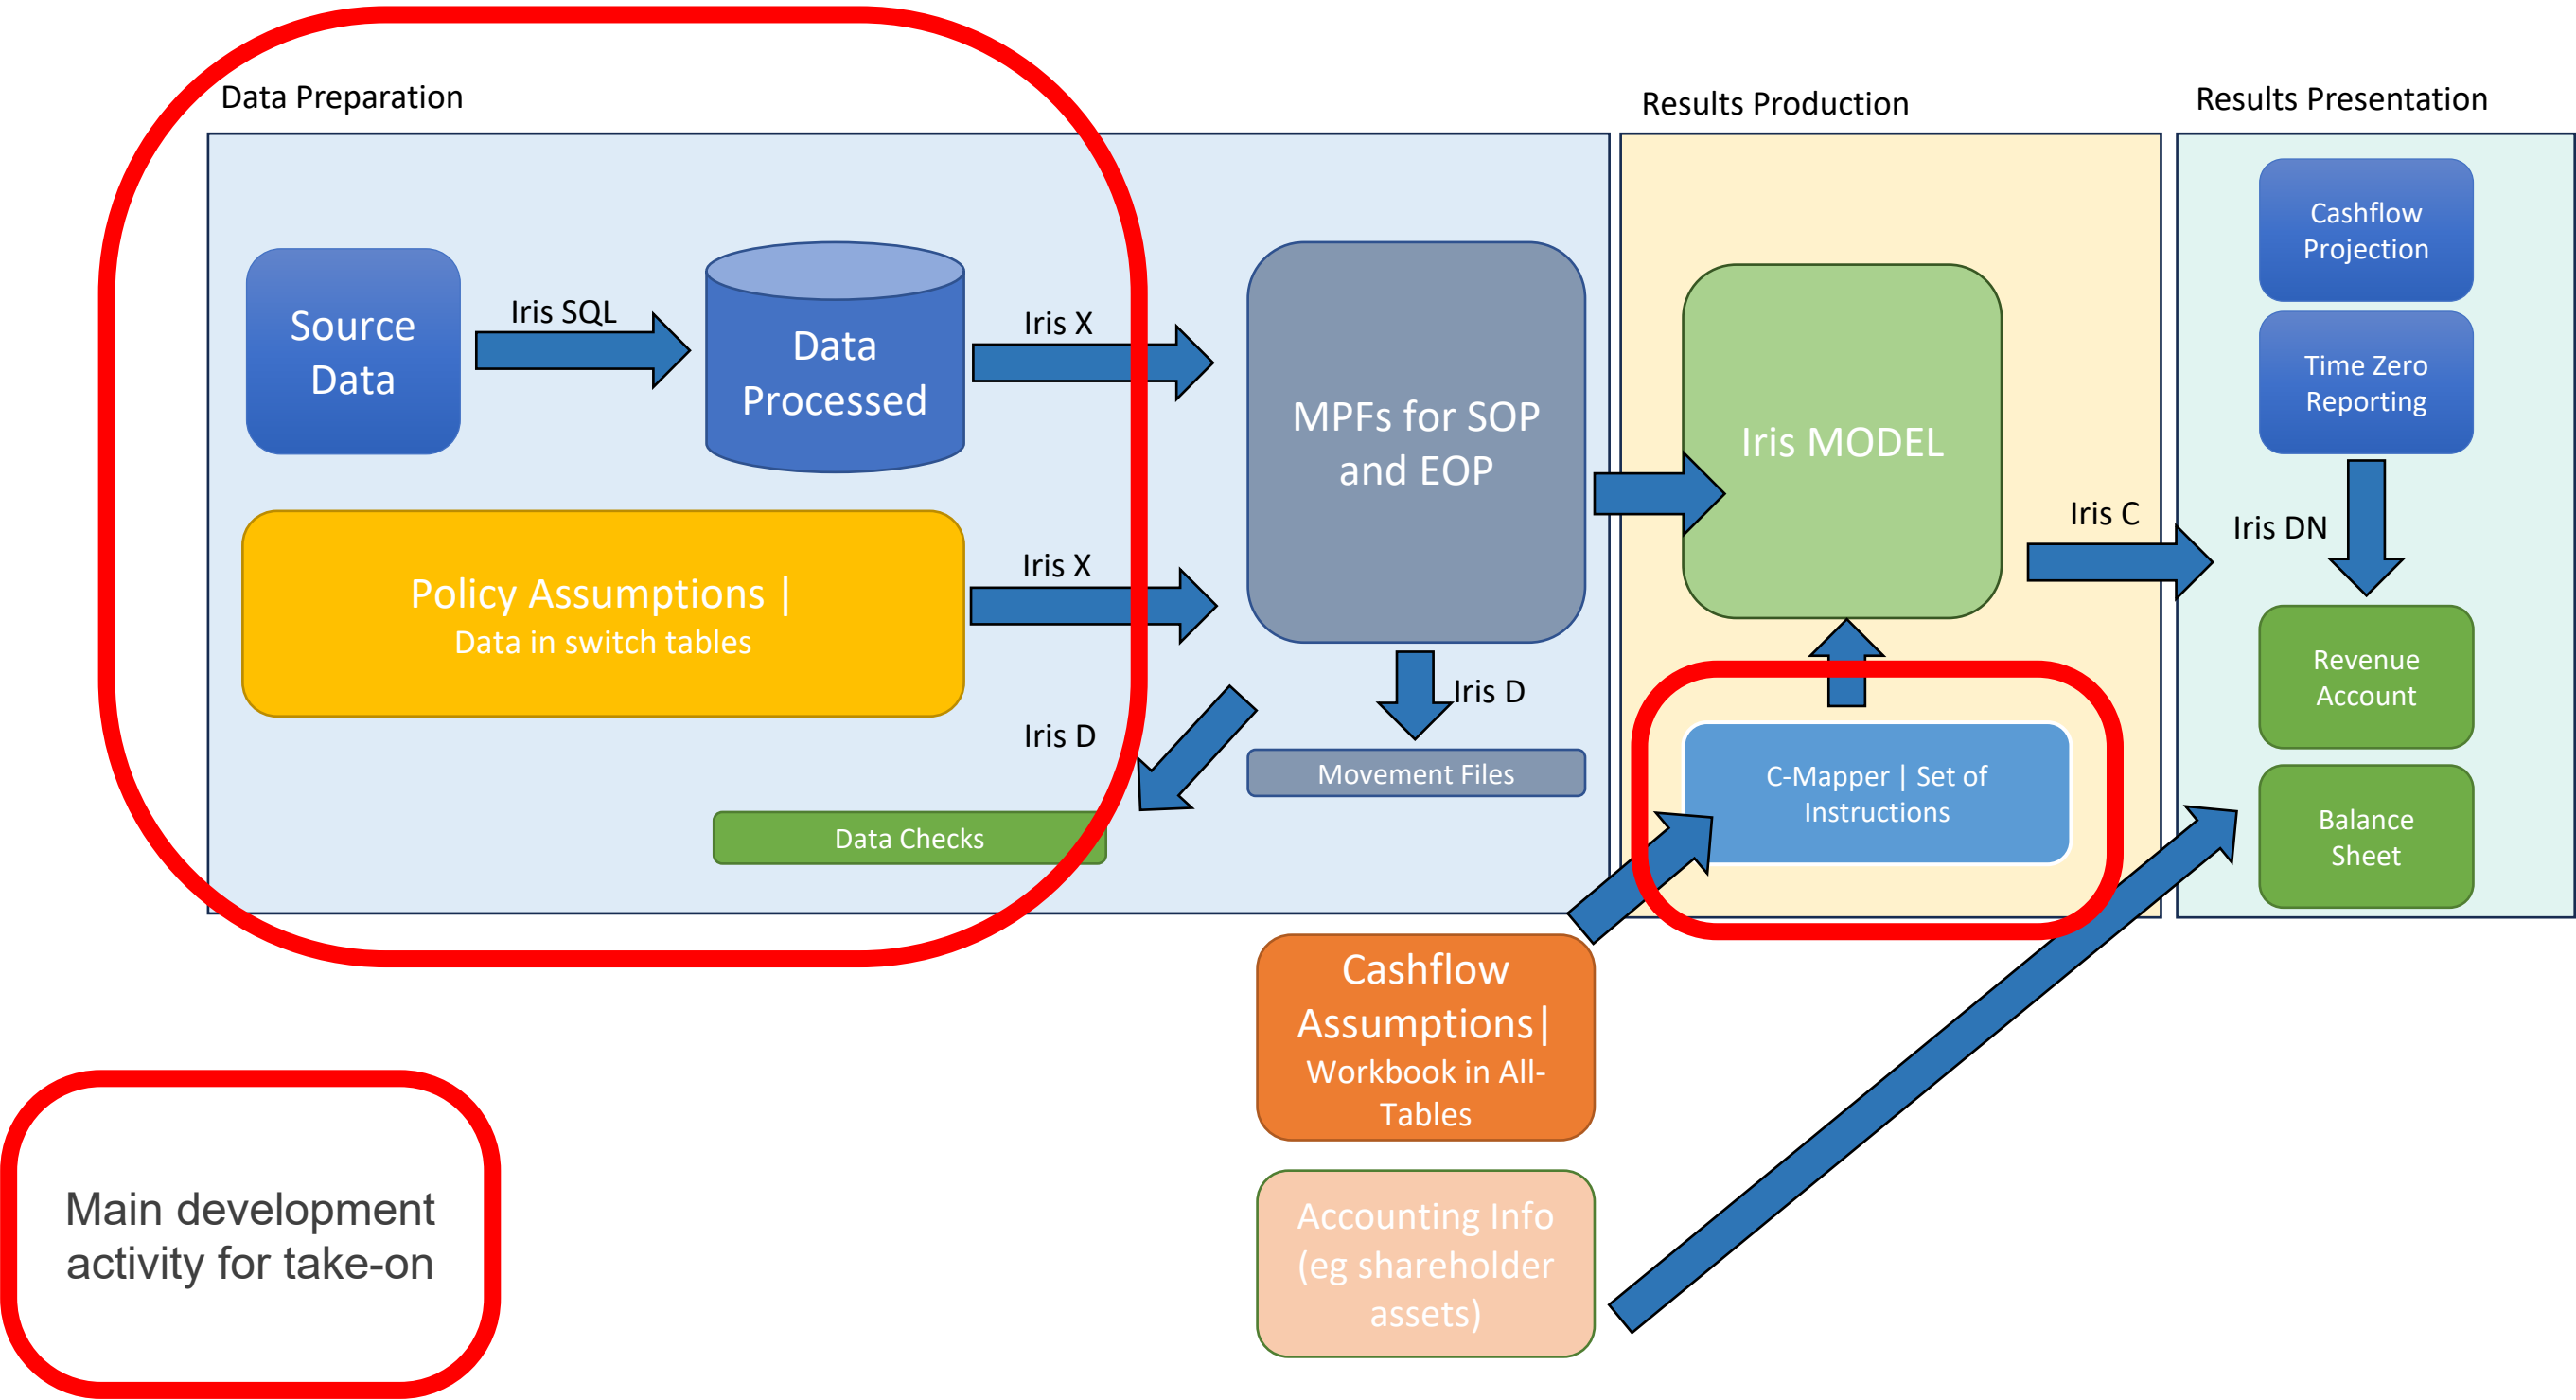 Data Preparation
Results Production
Results Presentation
Source
Data
Iris SQL
Data
Processed
Iris X
Policy Assumptions |
Data in switch tables
Iris X
MPFs for SOP
and EOP
Iris D
Iris D
Movement Files
Data Checks
Iris MODEL
Iris C
C-Mapper | Set of
Instructions
Cashflow
Projection
Time Zero
Reporting
Iris DN
Revenue
Account
Balance
Sheet
Cashflow
Assumptions|
Workbook in All-
Tables
Accounting Info
(eg shareholder
assets)
Main development
activity for take-on